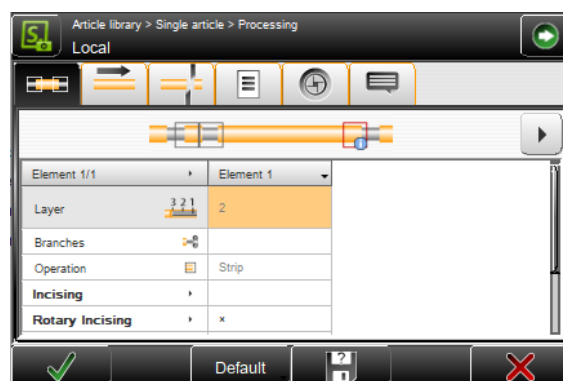 Article library > Single article > Processing
Local
Element 1/1 Element 1
Layer 3 2 1 2
Branches
Operation Strip
Incising
Rotary Incising ×
Default